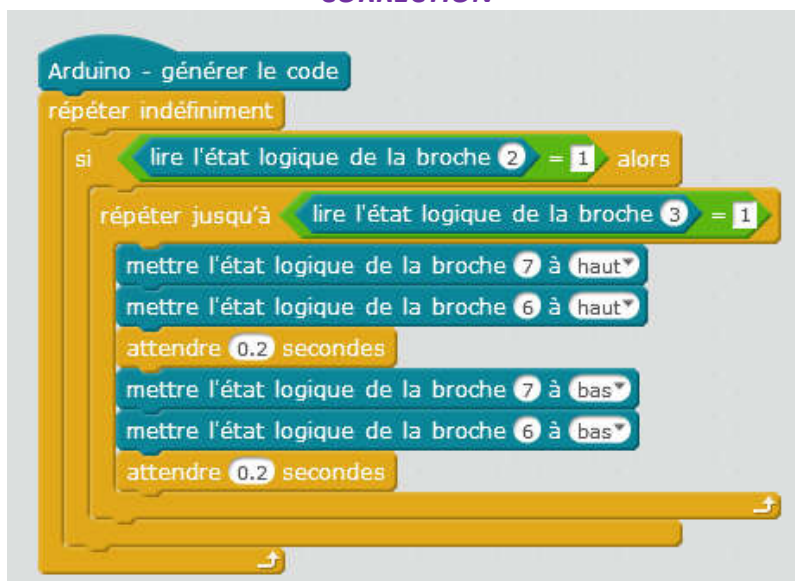 CORRECTION
Arduino - générer le code
répéter indéfiniment
si lire l'état logique de la broche 2 = 1 alors
répéter jusqu'à lire l'état logique de la broche 3 = 1
mettre l'état logique de la broche 7 à haut
mettre l'état logique de la broche 6 à haut
attendre 0.2 secondes
mettre l'état logique de la broche 7 à bas
mettre l'état logique de la broche 6 à bas
attendre 0.2 secondes